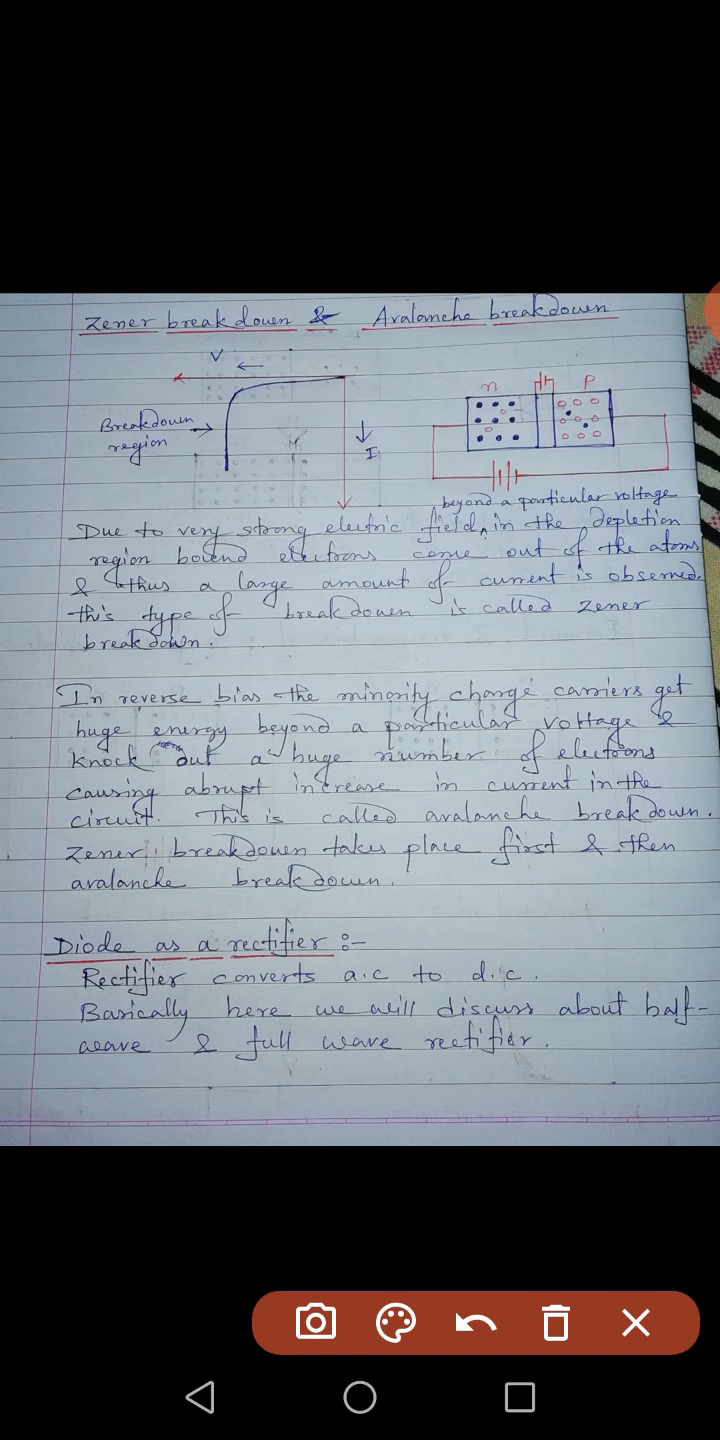 Zener breakdown & Avalanche breakdown
V
n
p
Breakdown
region
I
beyond a particular voltage
Due to very strong electric field, in the depletion
region bound electrons come out of the atoms
& thus a large amount of current is observed.
this type of breakdown is called zener
breakdown.
In reverse bias the minority charge carriers get
huge energy beyond a particular voltage &
knock out a huge number of electrons
causing abrupt increase in current in the
circuit. This is called avalanche breakdown.
Zener breakdown takes place first & then
avalanche breakdown.
Diode as a rectifier :-
Rectifier converts a.c to d.c.
Basically here we will discuss about half-
wave & full wave rectifier.